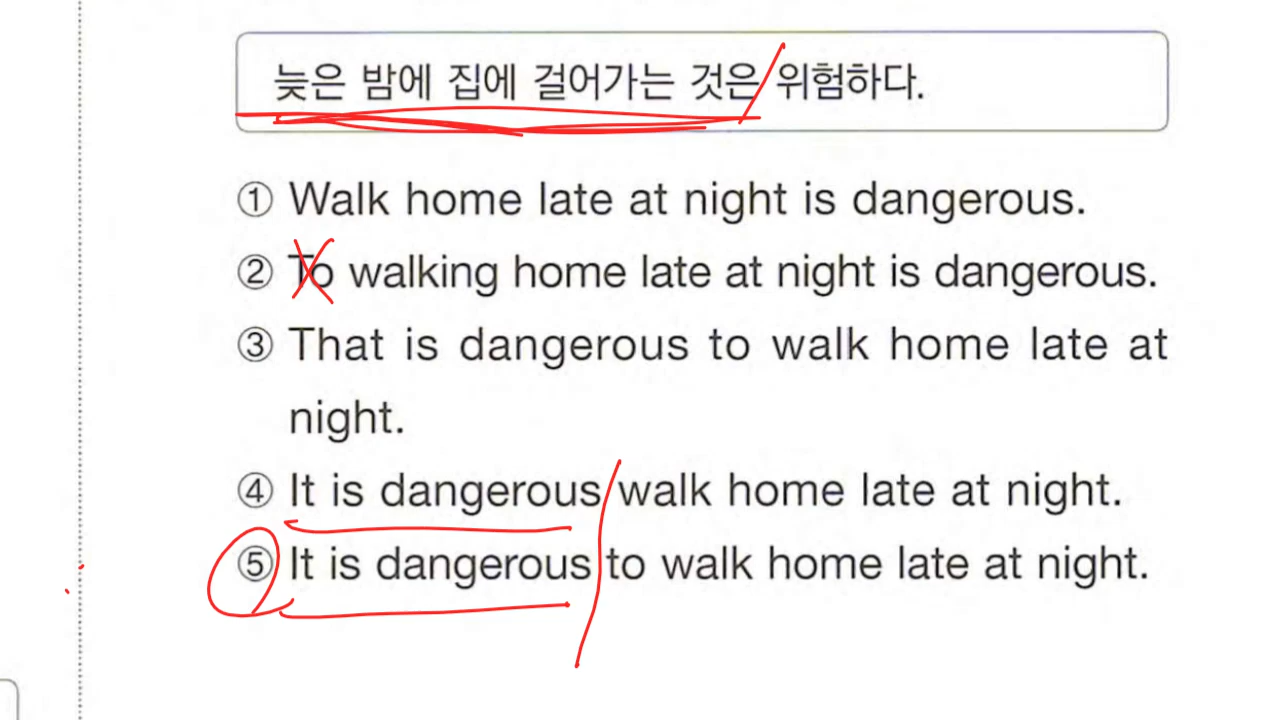 늦은 밤에 집에 걸어가는 것은 위험하다.
① Walk home late at night is dangerous.
② To walking home late at night is dangerous.
③ That is dangerous to walk home late at
night.
④ It is dangerous walk home late at night.
⑤ It is dangerous to walk home late at night.